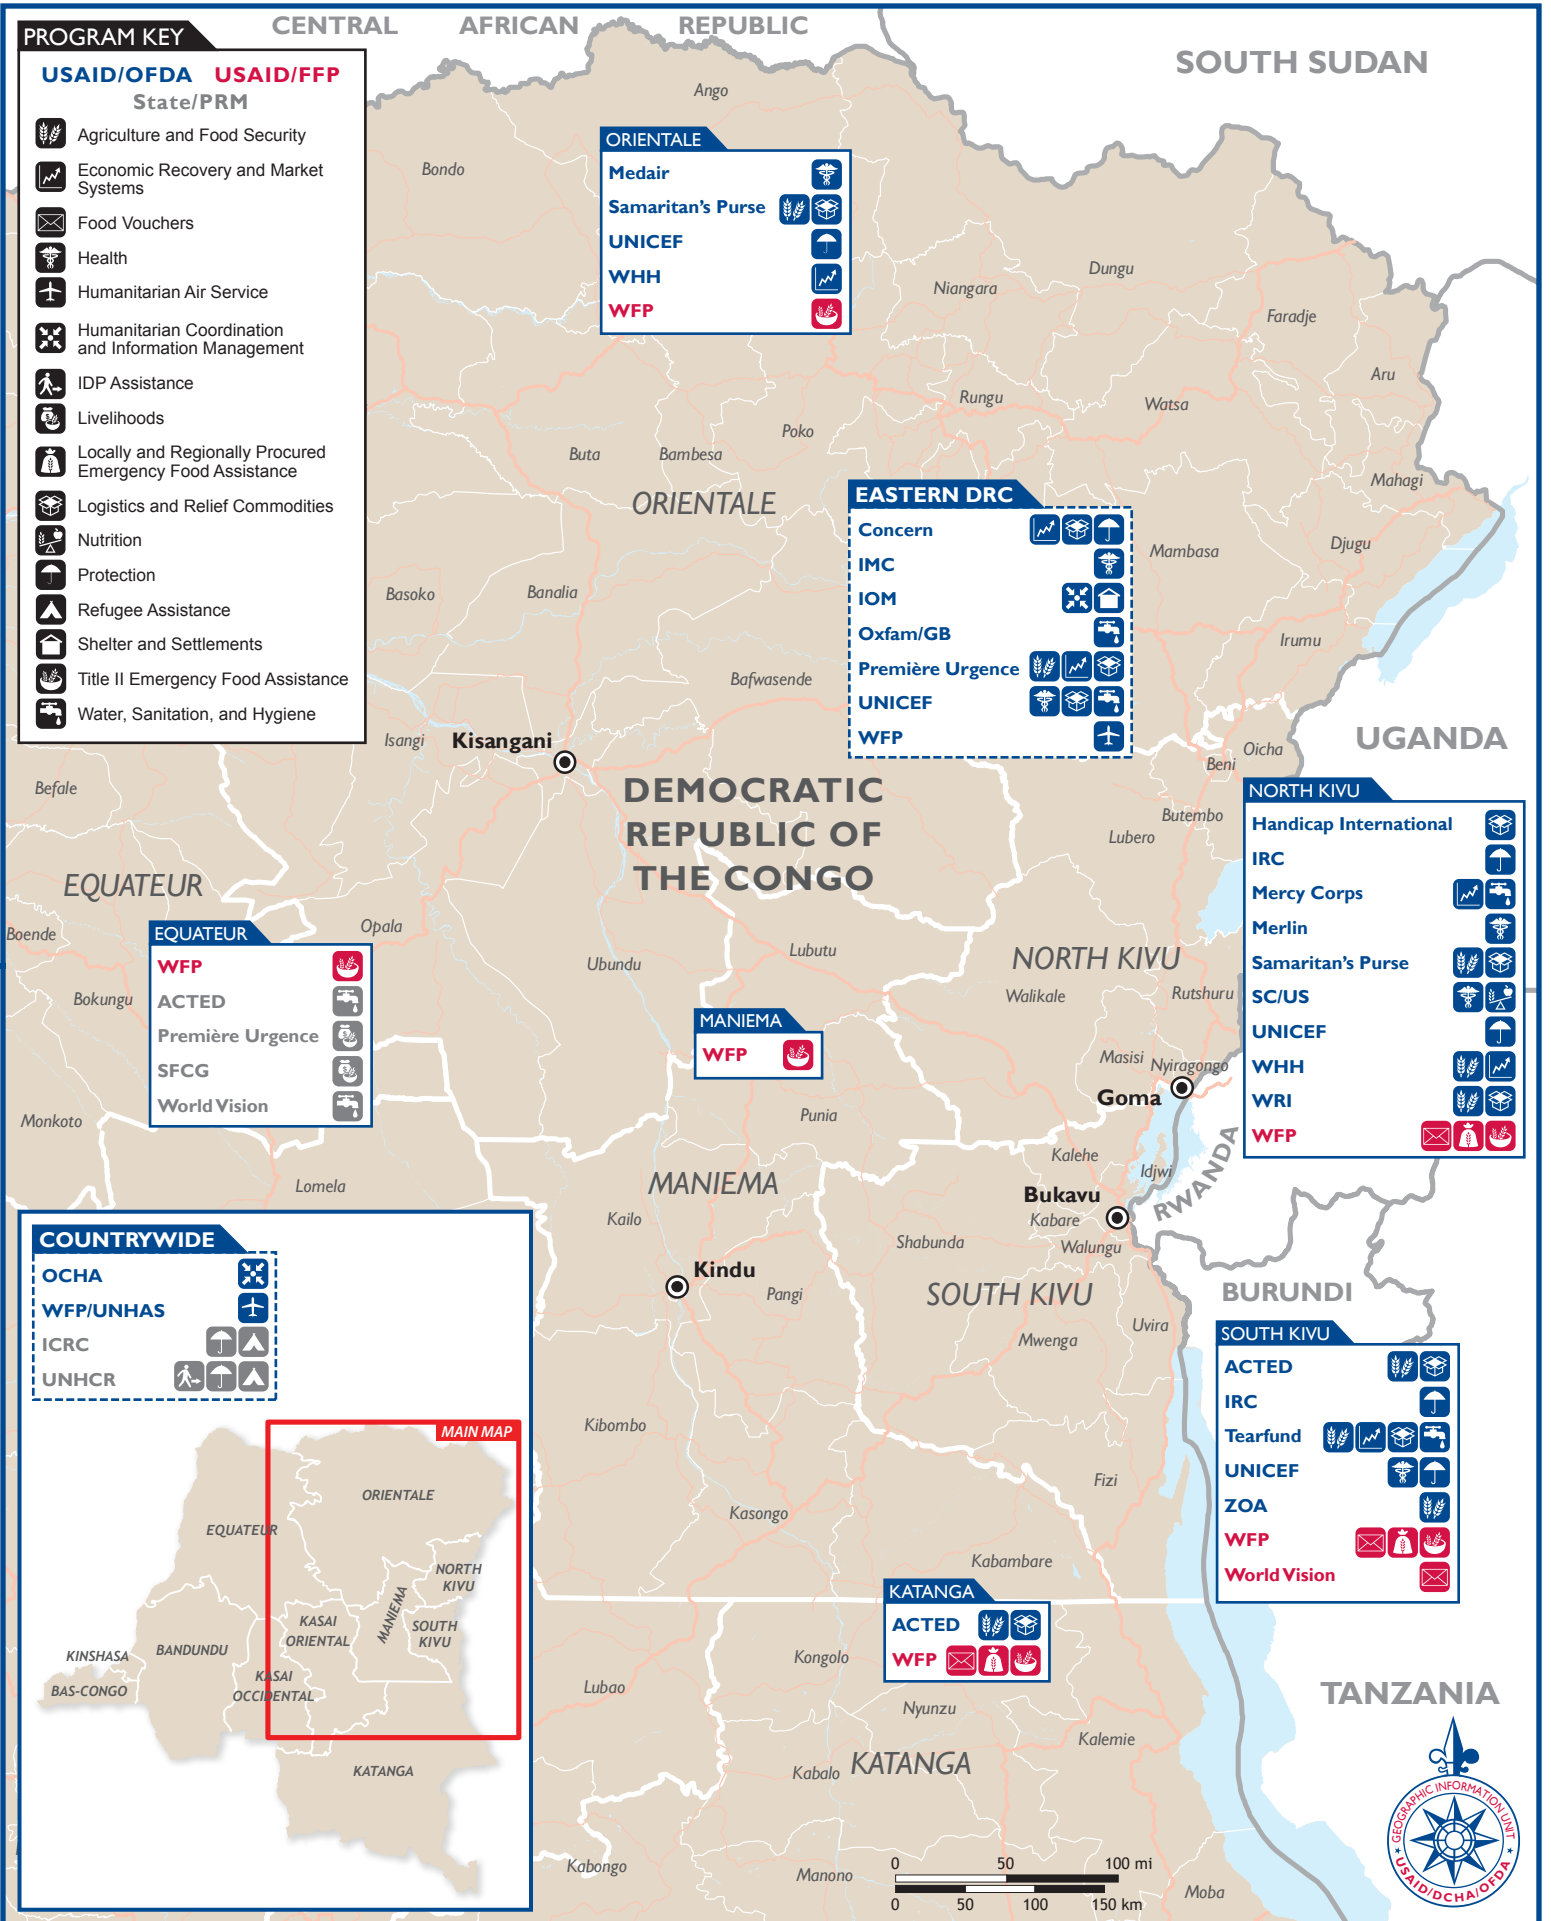 CENTRAL AFRICAN REPUBLIC
SOUTH SUDAN
PROGRAM KEY
USAID/OFDA USAID/FFP
State/PRM
Agriculture and Food Security
Economic Recovery and Market
Systems
Food Vouchers
Health
Humanitarian Air Service
Humanitarian Coordination
and Information Management
IDP Assistance
Livelihoods
Locally and Regionally Procured
Emergency Food Assistance
Logistics and Relief Commodities
Nutrition
Protection
Refugee Assistance
Shelter and Settlements
Title II Emergency Food Assistance
Water, Sanitation, and Hygiene
Ango
Bondo
ORIENTALE
Medair
Samaritan's Purse
UNICEF
WHH
WFP
Dungu
Niangara
Faradje
Aru
Rungu
Watsa
Poko
Buta
Bambesa
Mahagi
ORIENTALE
EASTERN DRC
Concern
IMC
IOM
Oxfam/GB
Première Urgence
UNICEF
WFP
Djugu
Mambasa
Basoko
Banalia
Irumu
Bafwasende
Isangi
Kisangani
UGANDA
Oicha
Beni
Befale
DEMOCRATIC
REPUBLIC OF
THE CONGO
Butembo
Lubero
NORTH KIVU
Handicap International
IRC
Mercy Corps
Merlin
Samaritan's Purse
SC/US
UNICEF
WHH
WRI
WFP
EQUATEUR
Boende
Opala
EQUATEUR
WFP
ACTED
Première Urgence
SFCG
World Vision
Bokungu
Ubundu
Lubutu
NORTH KIVU
Walikale
Rutshuru
MANIEMA
WFP
Masisi
Nyiragongo
Goma
Monkoto
Punia
Kalehe
Idjwi
RWANDA
Lomela
MANIEMA
Bukavu
Kabare
Kailo
Shabunda
Walungu
COUNTRYWIDE
OCHA
WFP/UNHAS
ICRC
UNHCR
Kindu
Pangi
SOUTH KIVU
BURUNDI
Uvira
Mwenga
SOUTH KIVU
ACTED
IRC
Tearfund
UNICEF
ZOA
WFP
World Vision
Kibombo
MAIN MAP
ORIENTALE
EQUATEUR
NORTH
KIVU
MANIEMA
KASAI
ORIENTAL
SOUTH
KIVU
KINSHASA
BANDUNDU
BAS-CONGO
KASAI
OCCIDENTAL
KATANGA
Fizi
Kasongo
Kabambare
KATANGA
ACTED
WFP
Kongolo
Lubao
Nyunzu
TANZANIA
Kalemie
Kabalo
KATANGA
Kabongo
Manono
Moba
0 50 100 mi
0 50 100 150 km
GEOGRAPHIC INFORMATION UNIT
USAID/DCHA/OFDA